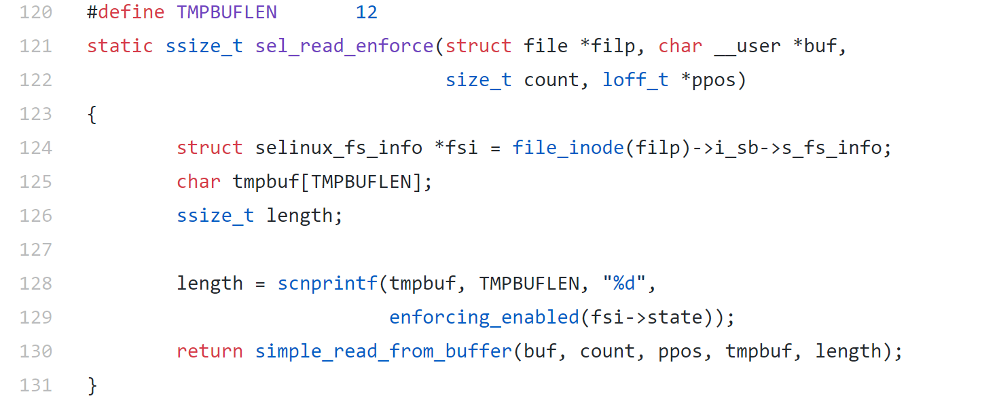 120 #define TMPBUFLEN 12
121 static ssize_t sel_read_enforce(struct file *filp, char __user *buf,
122 size_t count, loff_t *ppos)
123 {
124 struct selinux_fs_info *fsi = file_inode(filp)->i_sb->s_fs_info;
125 char tmpbuf[TMPBUFLEN];
126 ssize_t length;
127
128 length = scnprintf(tmpbuf, TMPBUFLEN, "%d",
129 enforcing_enabled(fsi->state));
130 return simple_read_from_buffer(buf, count, ppos, tmpbuf, length);
131 }